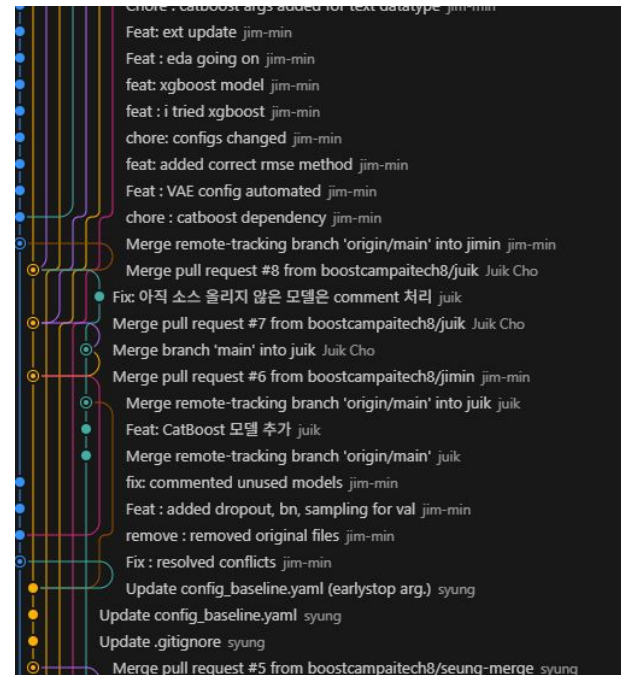 Chore : catboost args added for text datatype jim-min
Feat: ext update jim-min
Feat : eda going on jim-min
feat: xgboost model jim-min
feat : i tried xgboost jim-min
chore: configs changed jim-min
feat: added correct rmse method jim-min
Feat : VAE config automated jim-min
chore : catboost dependency jim-min
Merge remote-tracking branch 'origin/main' into jimin jim-min
Merge pull request #8 from boostcampaitech8/juik Juik Cho
Fix: 아직 소스 올리지 않은 모델은 comment 처리 juik
Merge pull request #7 from boostcampaitech8/juik Juik Cho
Merge branch 'main' into juik Juik Cho
Merge pull request #6 from boostcampaitech8/jimin jim-min
Merge remote-tracking branch 'origin/main' into juik juik
Feat: CatBoost 모델 추가 juik
Merge remote-tracking branch 'origin/main' juik
fix: commented unused models jim-min
Feat : added dropout, bn, sampling for val jim-min
remove : removed original files jim-min
Fix : resolved conflicts jim-min
Update config_baseline.yaml (earlystop arg.) syung
Update config_baseline.yaml syung
Update .gitignore syung
Merge pull request #5 from boostcampaitech8/seung-merge syung